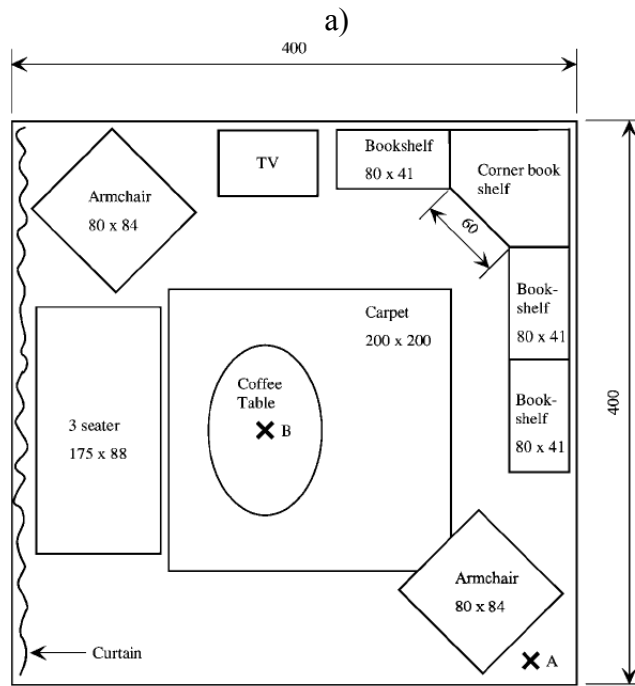 a)
400
TV
Bookshelf
80 x 41
Corner book
shelf
Armchair
80 x 84
60
Book-
shelf
80 x 41
Carpet
200 x 200
Coffee
Table
B
3 seater
175 x 88
Book-
shelf
80 x 41
400
Armchair
80 x 84
Curtain
A